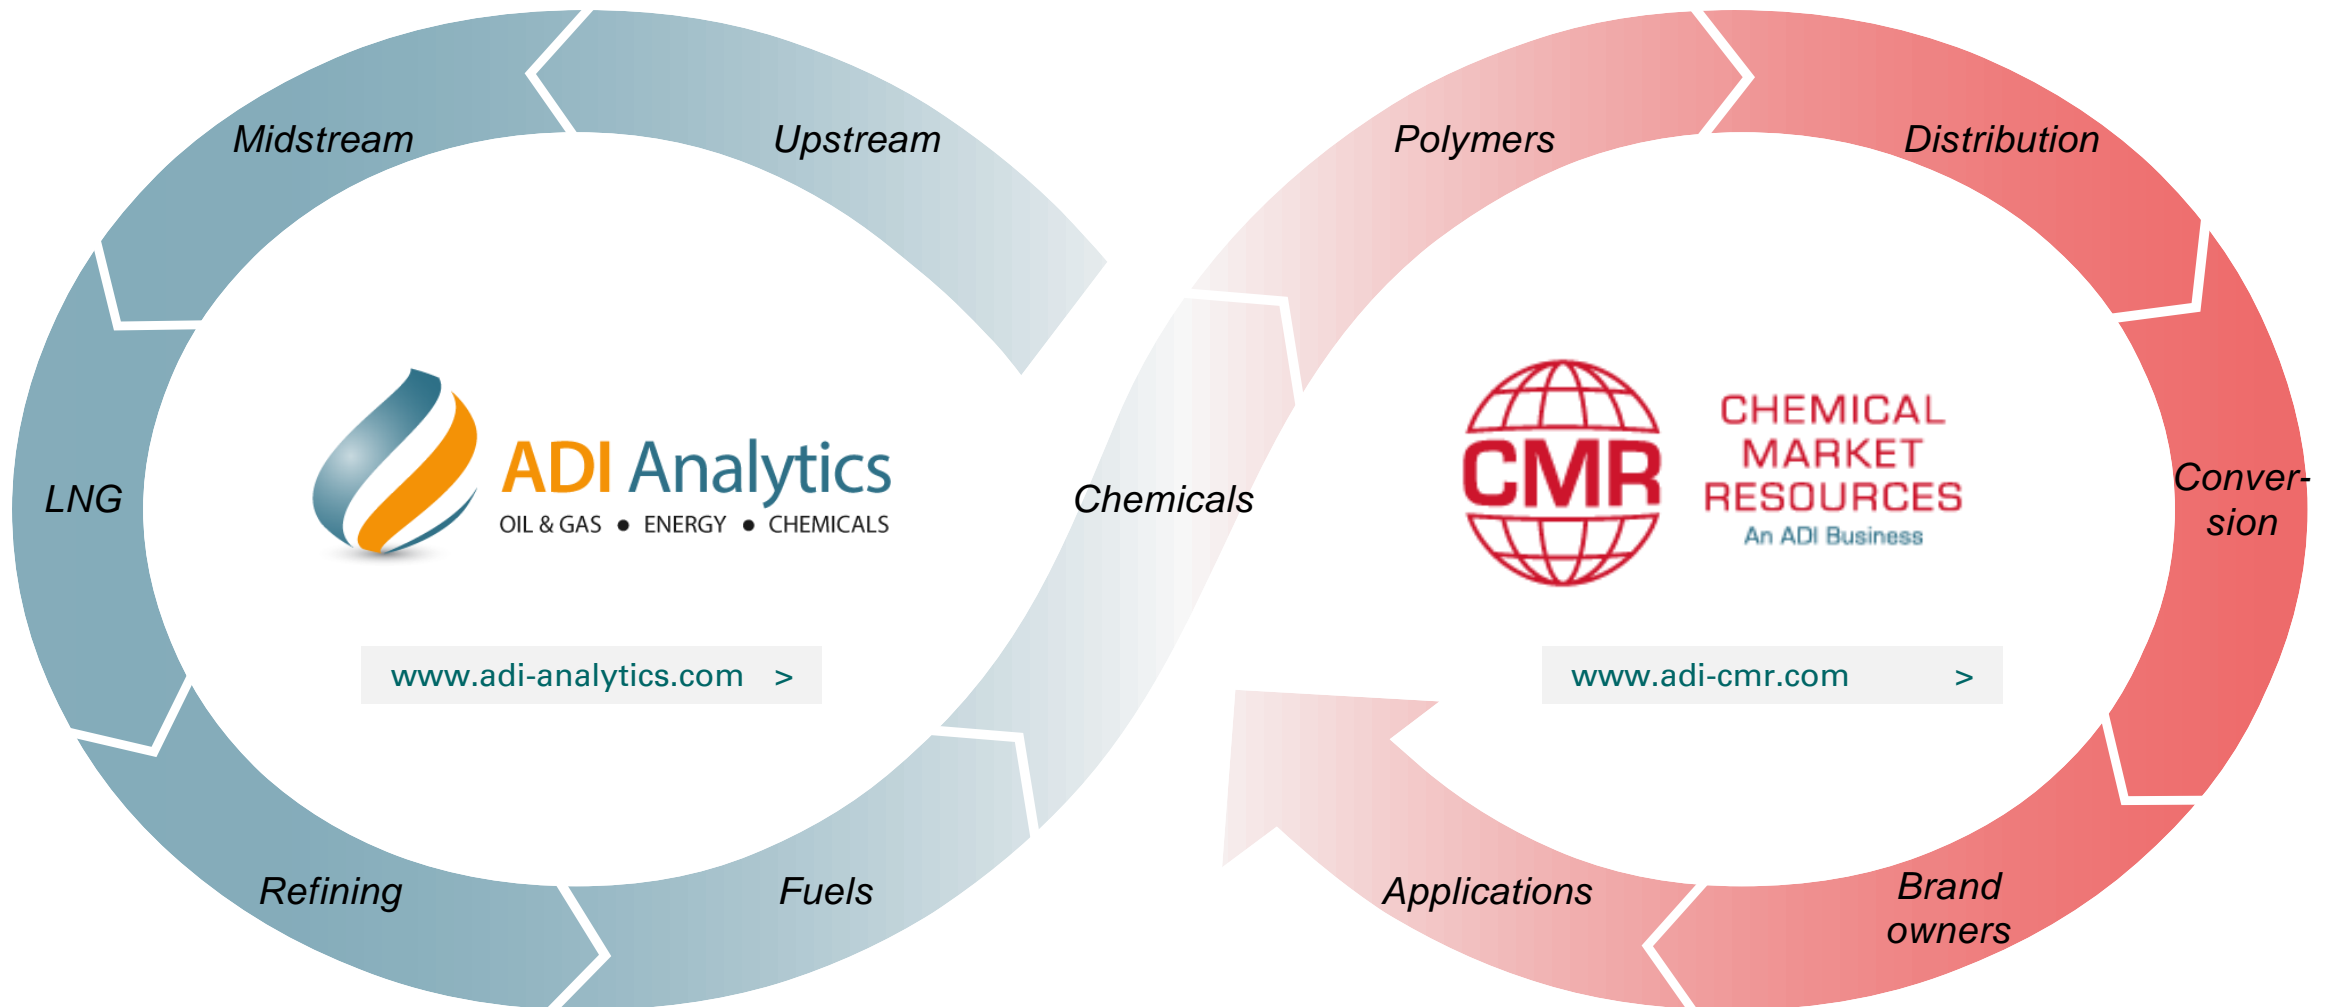 Midstream
Upstream
Polymers
Distribution
LNG
ADI Analytics
OIL & GAS ● ENERGY ● CHEMICALS
www.adi-analytics.com >
Refining
Fuels
Chemicals
CMR
CHEMICAL
MARKET
RESOURCES
An ADI Business
www.adi-cmr.com >
Conver-
sion
Applications
Brand
owners